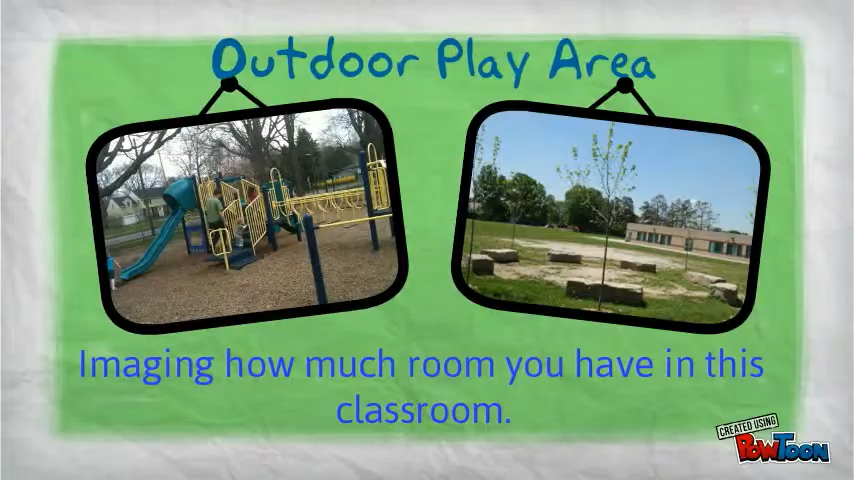 Outdoor Play Area
Imaging how much room you have in this
classroom.
CREATED USING
PowToon